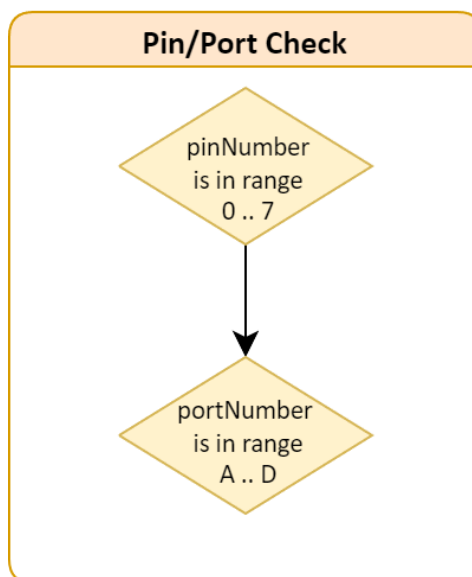 Pin/Port Check
pinNumber
is in range
0 .. 7
portNumber
is in range
A .. D